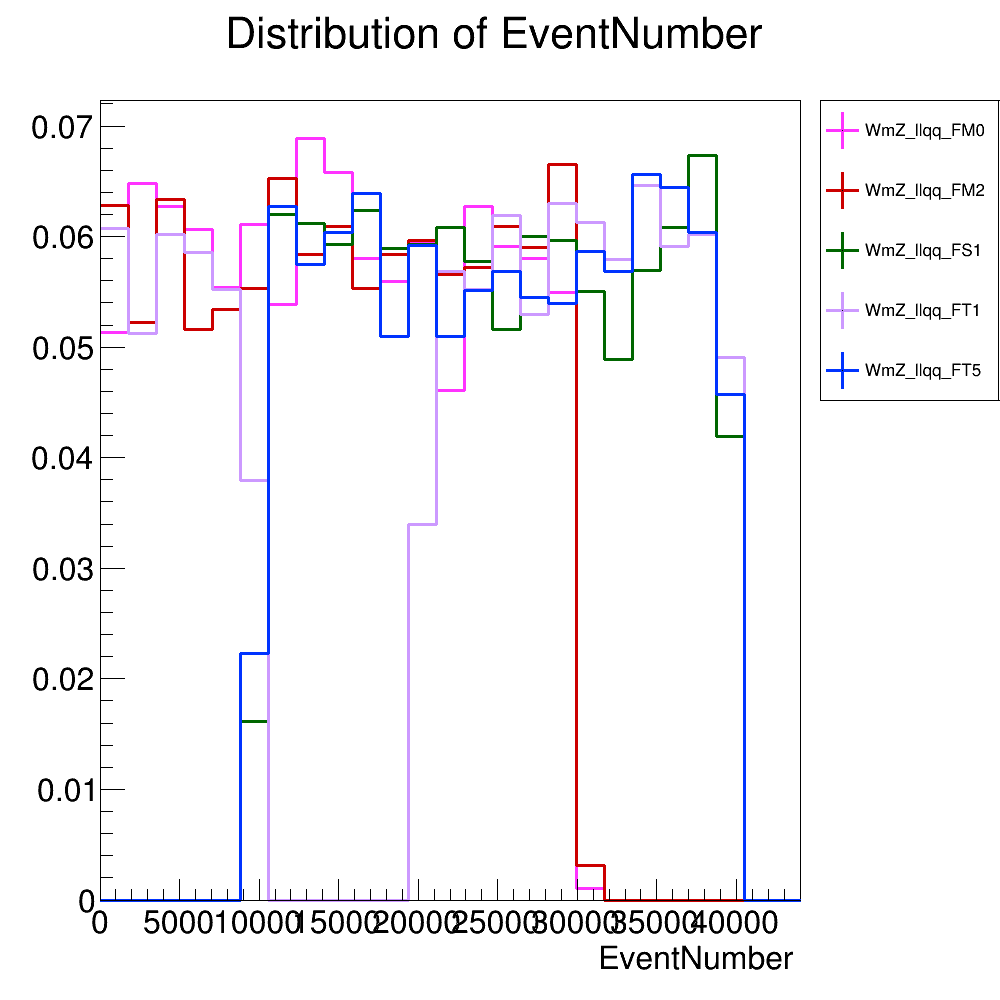 Distribution of EventNumber
0.07
0.06
0.05
0.04
0.03
0.02
0.01
0
0 5000 10000 15000 20000 25000 30000 35000 40000
EventNumber
WmZ_llqq_FM0
WmZ_llqq_FM2
WmZ_llqq_FS1
WmZ_llqq_FT1
WmZ_llqq_FT5